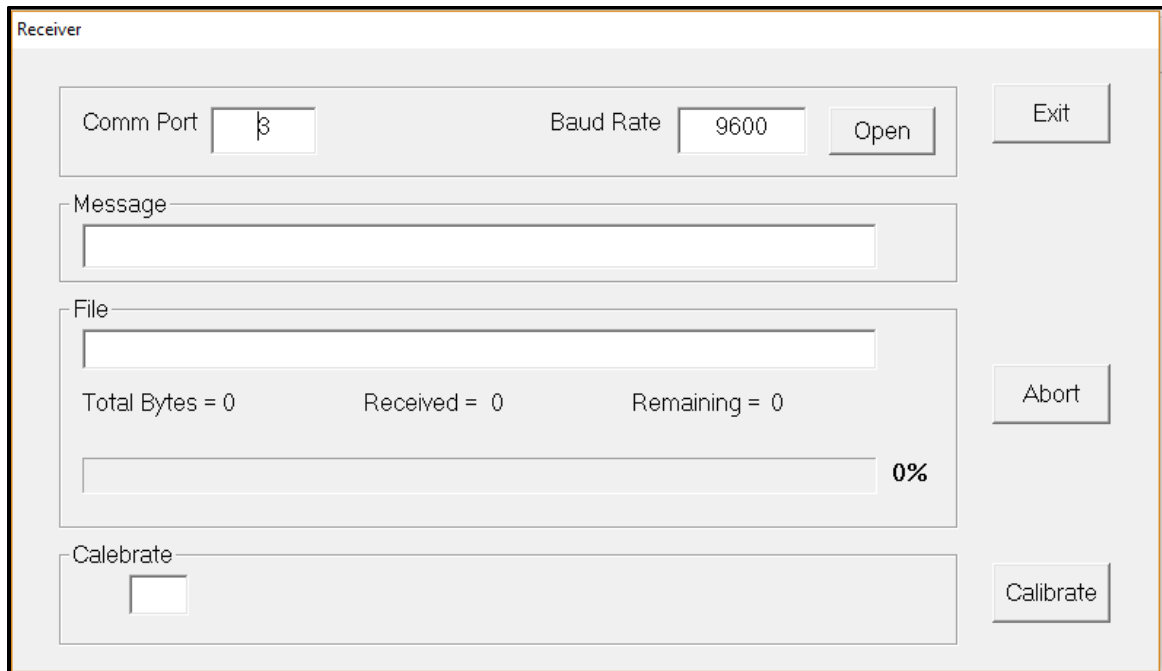 Receiver
Comm Port 3 Baud Rate 9600 Open Exit
Message
File
Total Bytes = 0 Received = 0 Remaining = 0 Abort
0%
Calebrate
Calibrate